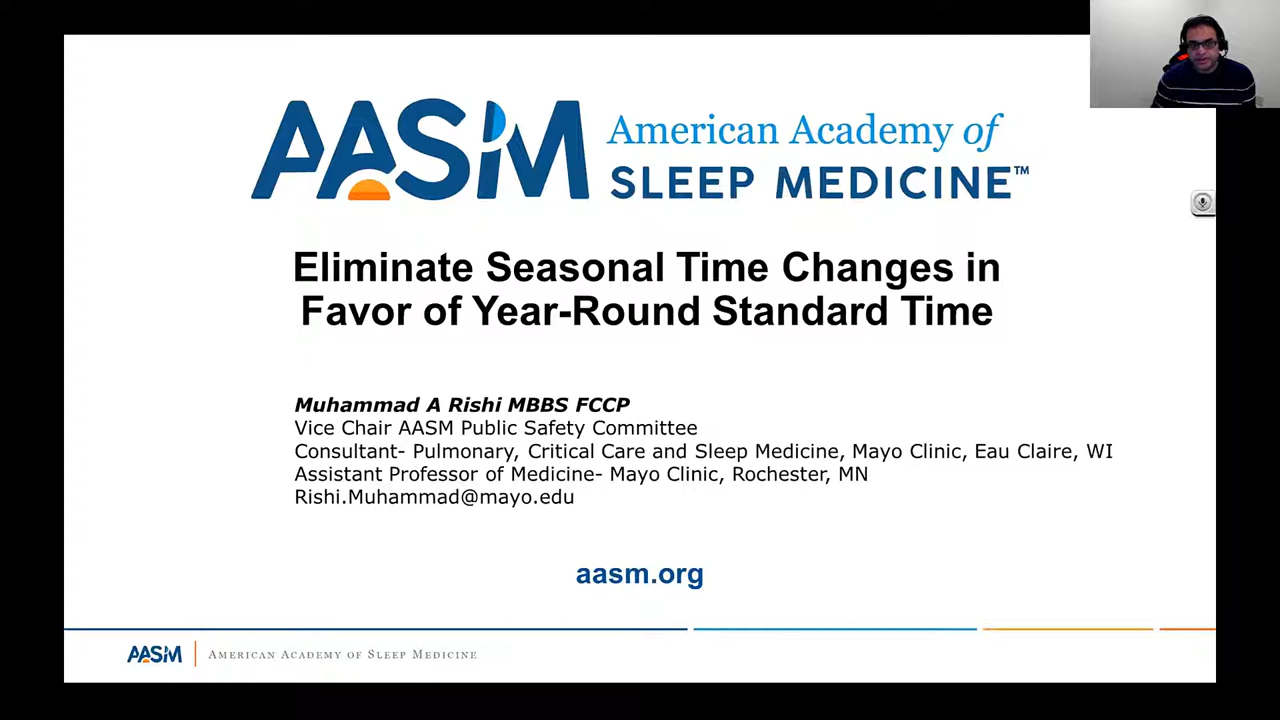 AASM American Academy of
SLEEP MEDICINE™
Eliminate Seasonal Time Changes in
Favor of Year-Round Standard Time
Muhammad A Rishi MBBS FCCP
Vice Chair AASM Public Safety Committee
Consultant- Pulmonary, Critical Care and Sleep Medicine, Mayo Clinic, Eau Claire, WI
Assistant Professor of Medicine- Mayo Clinic, Rochester, MN
Rishi.Muhammad@mayo.edu
aasm.org
AASM | AMERICAN ACADEMY OF SLEEP MEDICINE